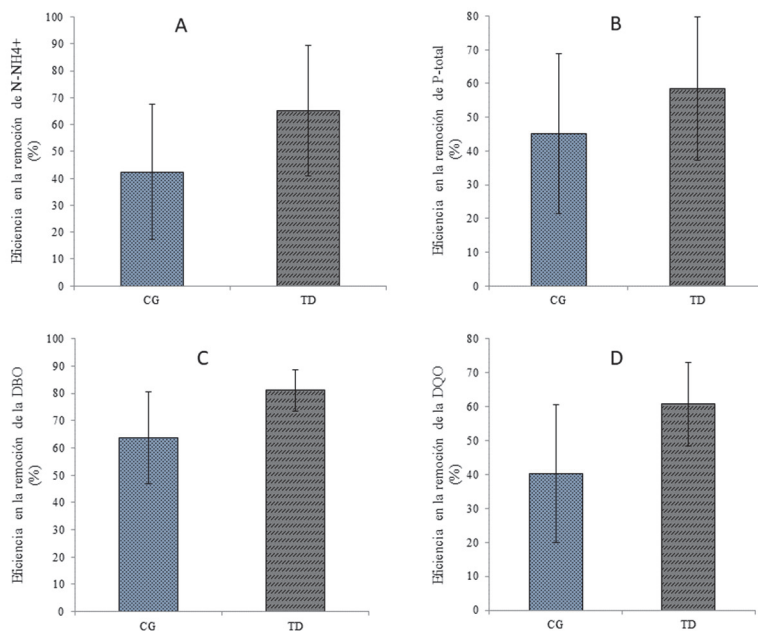 A
Eficiencia en la remoción de N-NH4+
(%)
100
90
80
70
60
50
40
30
20
10
0
CG
TD
B
Eficiencia en la remoción de P-total
(%)
80
70
60
50
40
30
20
10
0
CG
TD
C
Eficiencia en la remoción de la DBO
(%)
100
90
80
70
60
50
40
30
20
10
0
CG
TD
D
Eficiencia en la remoción de la DQO
(%)
80
70
60
50
40
30
20
10
0
CG
TD